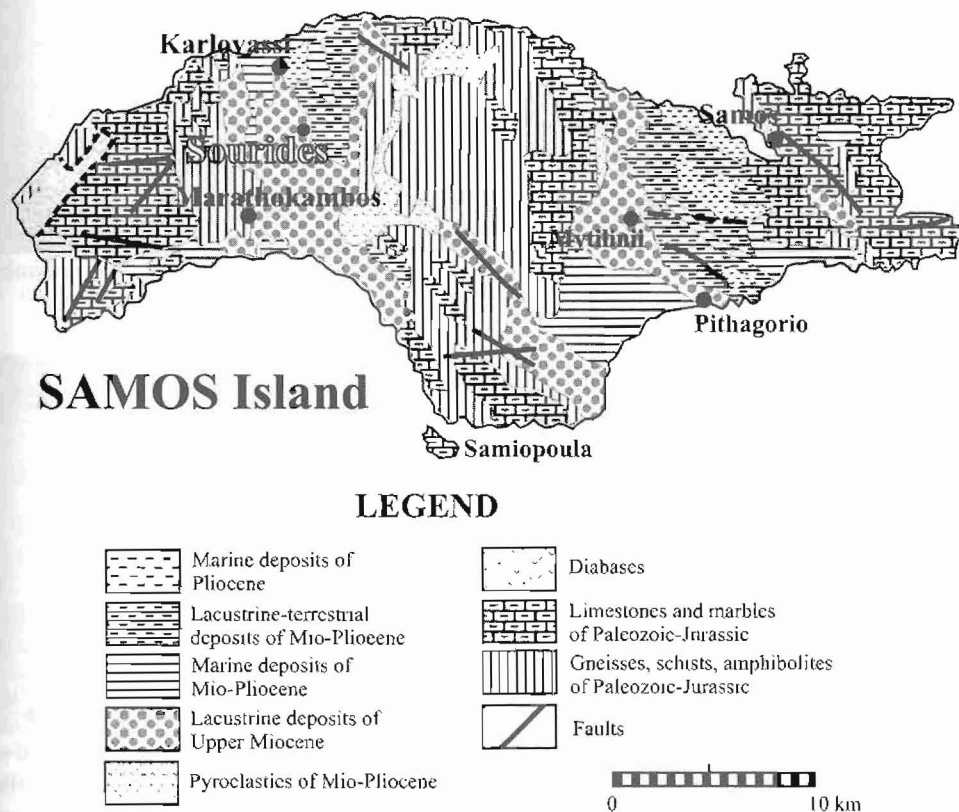 Karlovassi
Samos
Sourides
Marathokambos
Mytilinii
Pithagorio
SAMOS Island
Samiopoula
LEGEND
Marine deposits of
Pliocene
Lacustrine-terrestrial
deposits of Mio-Pliocene
Marine deposits of
Mio-Pliocene
Lacustrine deposits of
Upper Miocene
Pyroclastics of Mio-Pliocene
Diabases
Limestones and marbles
of Paleozoic-Jurassic
Gneisses, schists, amphibolites
of Paleozoic-Jurassic
Faults
0 10 km